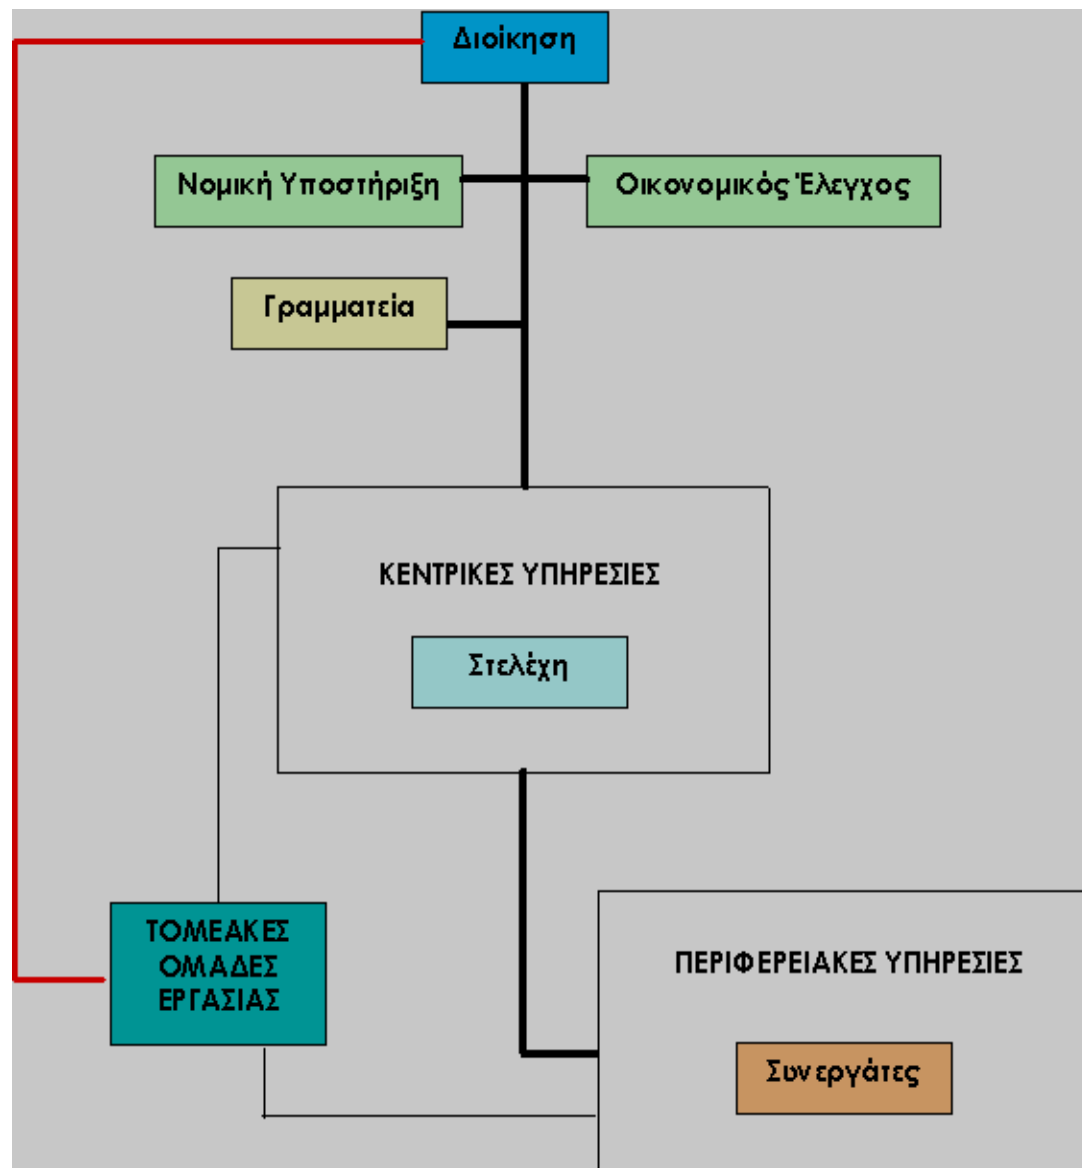 Διοίκηση
Νομική Υποστήριξη
Οικονομικός Έλεγχος
Γραμματεία
ΚΕΝΤΡΙΚΕΣ ΥΠΗΡΕΣΙΕΣ
Στελέχη
ΤΟΜΕΑΚΕΣ
ΟΜΑΔΕΣ
ΕΡΓΑΣΙΑΣ
ΠΕΡΙΦΕΡΕΙΑΚΕΣ ΥΠΗΡΕΣΙΕΣ
Συνεργάτες